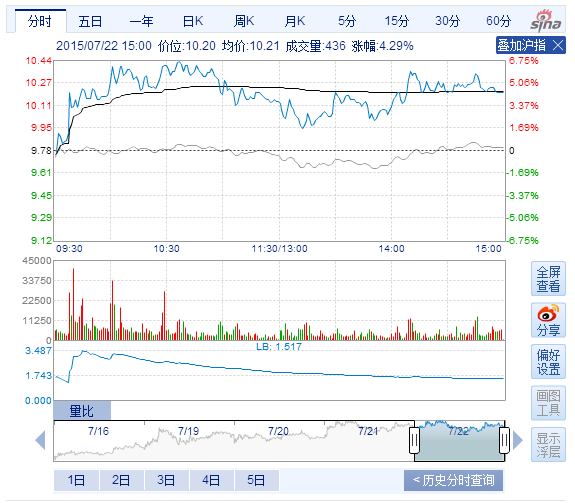 分时 五日 一年 日K 周K 月K 5分 15分 30分 60分 sina
2015/07/22 15:00 价位:10.20 均价:10.21 成交量:436 涨幅:4.29% 叠加沪指
10.44 6.75%
10.27 5.06%
10.11 3.37%
9.95 1.69%
9.78 0
9.61 -1.69%
9.45 -3.37%
9.29 -5.06%
9.12 -6.75%
09:30 10:30 11:30/13:00 14:00 15:00
45000
33750
22500
11250
0
LB: 1.517
3.487
1.743
0.000
量比
7/16 7/19 7/20 7/21 7/22
1日 2日 3日 4日 5日 < 历史分时查询
全屏
查看
分享
偏好
设置
画图
工具
显示
浮层